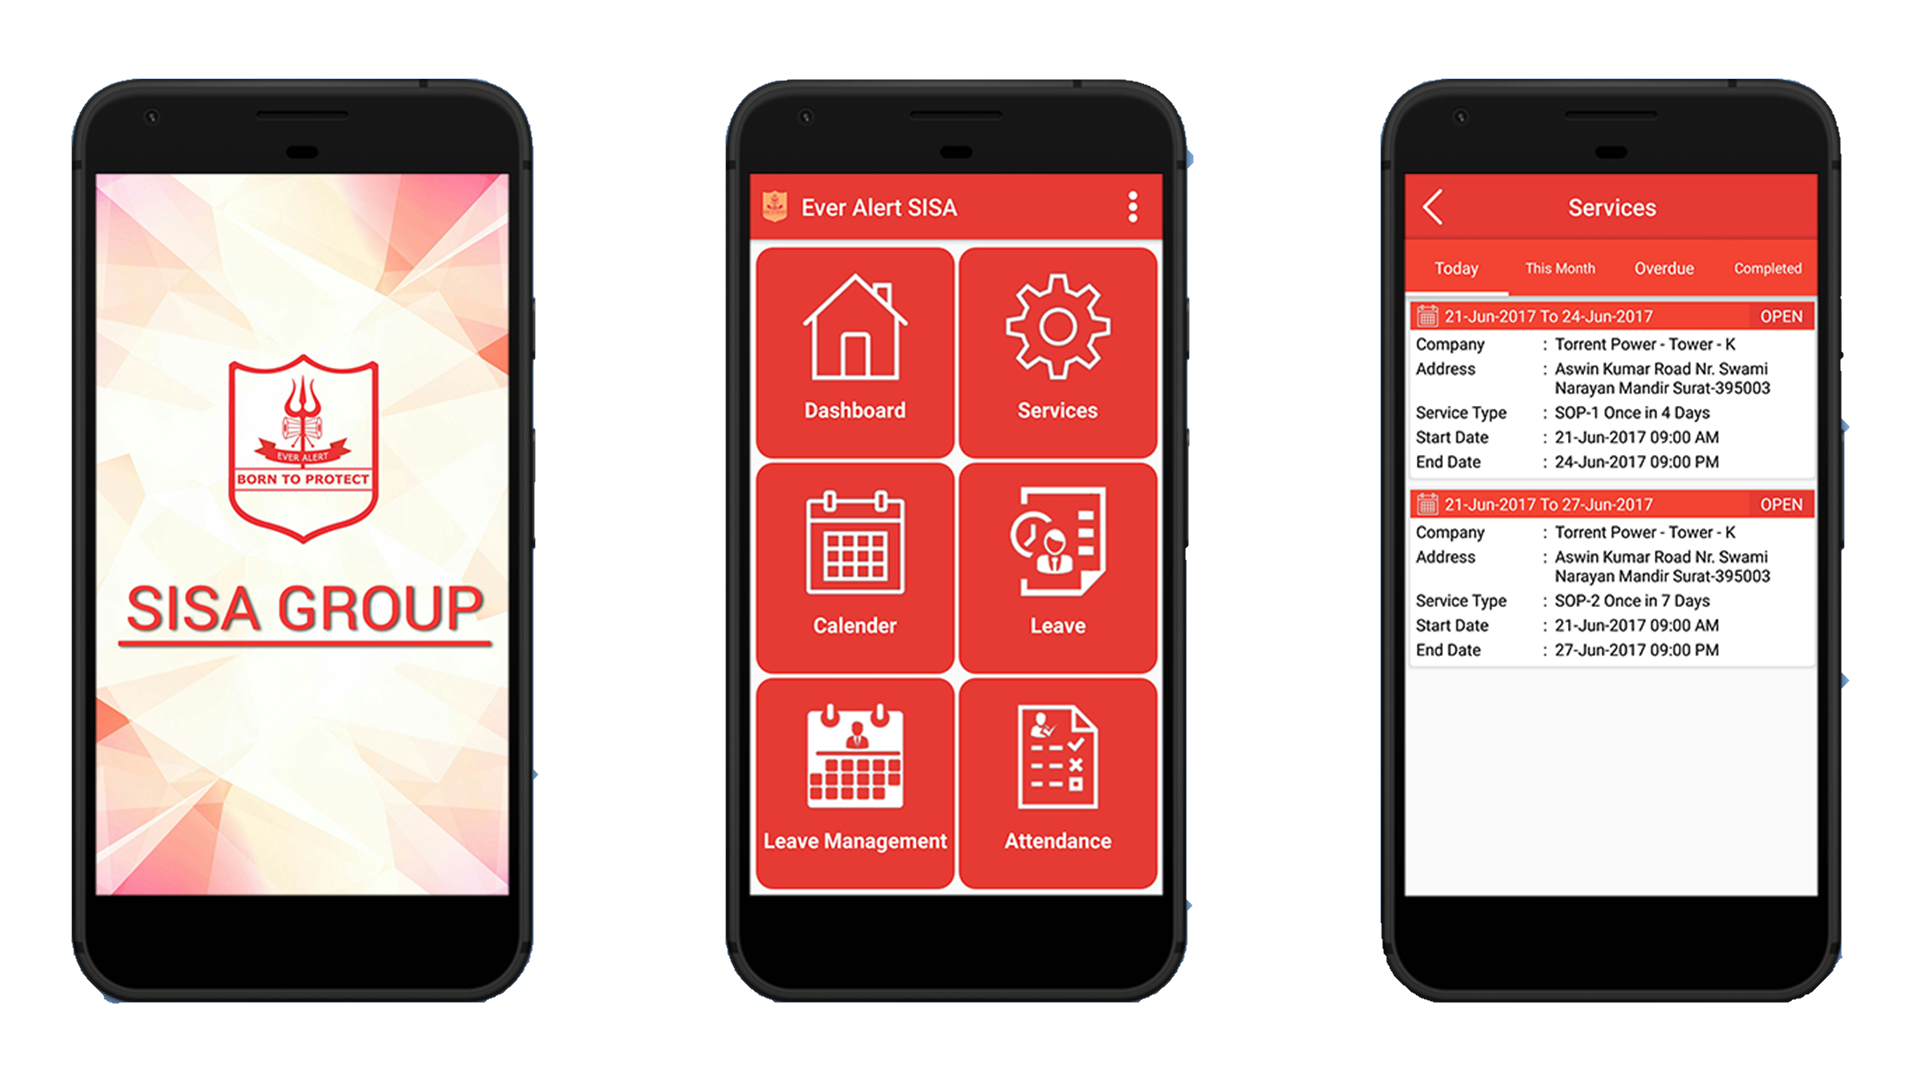 EVER ALERT
BORN TO PROTECT
SISA GROUP
Ever Alert SISA
Dashboard
Services
Calender
Leave
Leave Management
Attendance
Services
Today
This Month
Overdue
Completed
21-Jun-2017 To 24-Jun-2017 OPEN
Company : Torrent Power - Tower - K
Address : Aswin Kumar Road Nr. Swami
Narayan Mandir Surat-395003
Service Type : SOP-1 Once in 4 Days
Start Date : 21-Jun-2017 09:00 AM
End Date : 24-Jun-2017 09:00 PM
21-Jun-2017 To 27-Jun-2017 OPEN
Company : Torrent Power - Tower - K
Address : Aswin Kumar Road Nr. Swami
Narayan Mandir Surat-395003
Service Type : SOP-2 Once in 7 Days
Start Date : 21-Jun-2017 09:00 AM
End Date : 27-Jun-2017 09:00 PM